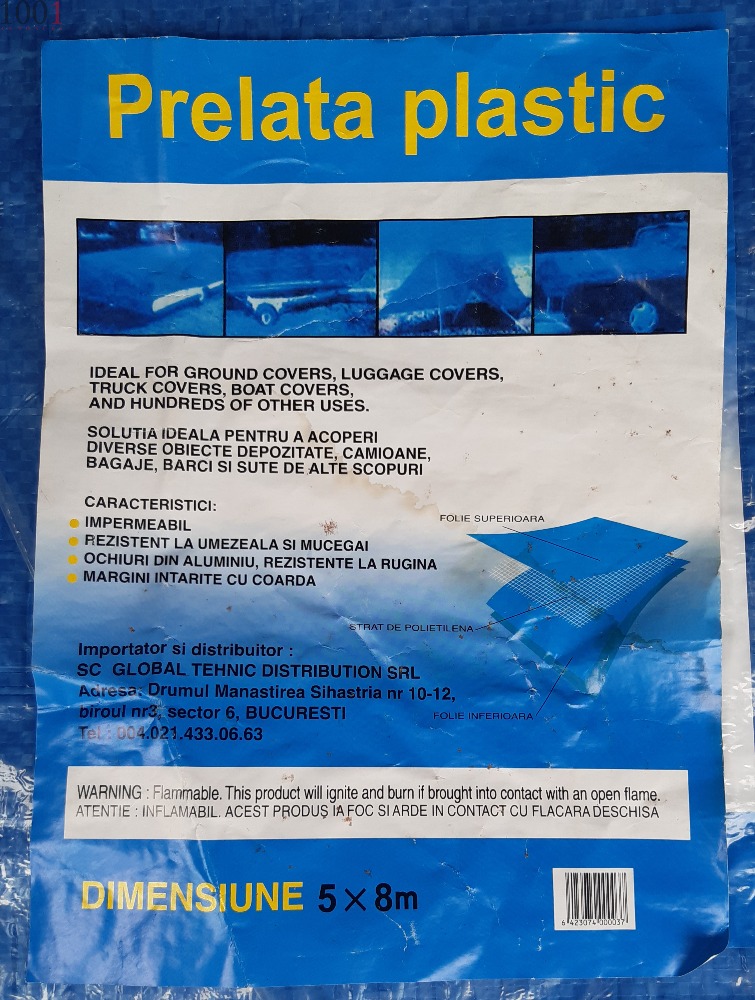 1001
Prelata plastic
IDEAL FOR GROUND COVERS, LUGGAGE COVERS,
TRUCK COVERS, BOAT COVERS,
AND HUNDREDS OF OTHER USES.
SOLUTIA IDEALA PENTRU A ACOPERI
DIVERSE OBIECTE DEPOZITATE, CAMIOANE,
BAGAJE, BARCI SI SUTE DE ALTE SCOPURI
CARACTERISTICI:
IMPERMEABIL
REZISTENT LA UMEZEALA SI MUCEGAI
OCHIURI DIN ALUMINIU, REZISTENTE LA RUGINA
MARGINI INTARITE CU COARDA
FOLIE SUPERIOARA
STRAT DE POLIETILENA
FOLIE INFERIOARA
Importator si distribuitor :
SC GLOBAL TEHNIC DISTRIBUTION SRL
Adresa: Drumul Manastirea Sihastria nr 10-12,
biroul nr3, sector 6, BUCURESTI
Tel.: 004.021.433.06.63
WARNING : Flammable. This product will ignite and burn if brought into contact with an open flame.
ATENTIE : INFLAMABIL. ACEST PRODUS IA FOC SI ARDE IN CONTACT CU FLACARA DESCHISA
DIMENSIUNE 5 X 8m
6 423074 000037